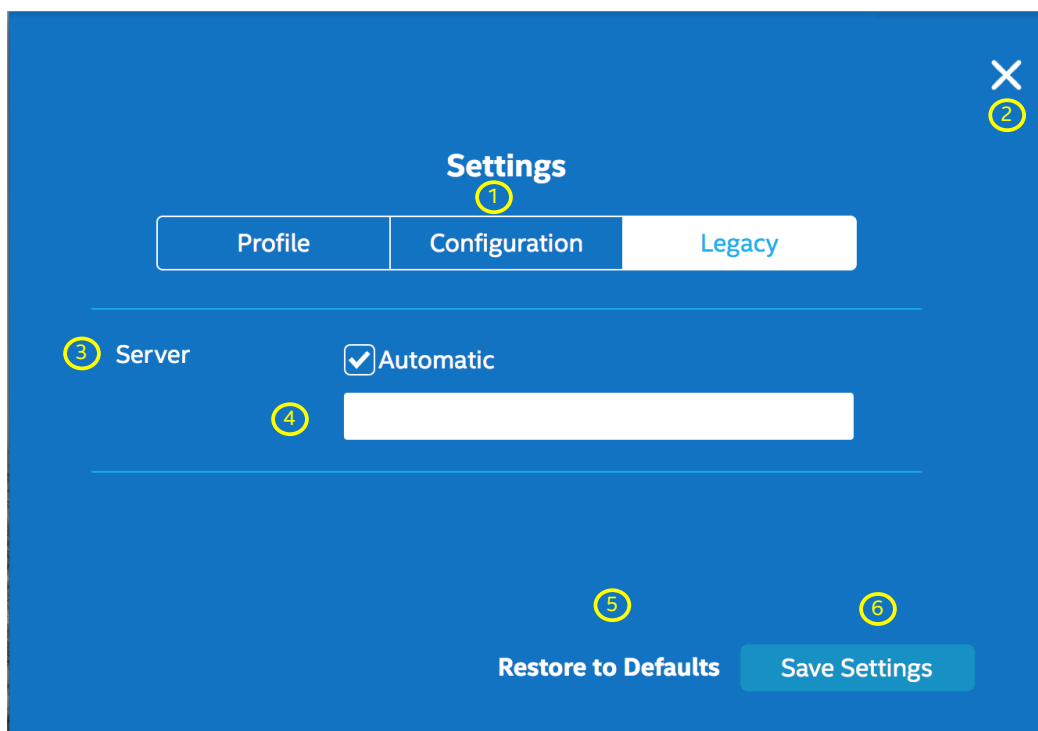 2
Settings
1
Profile Configuration Legacy
3 Server Automatic
4
5 6
Restore to Defaults Save Settings